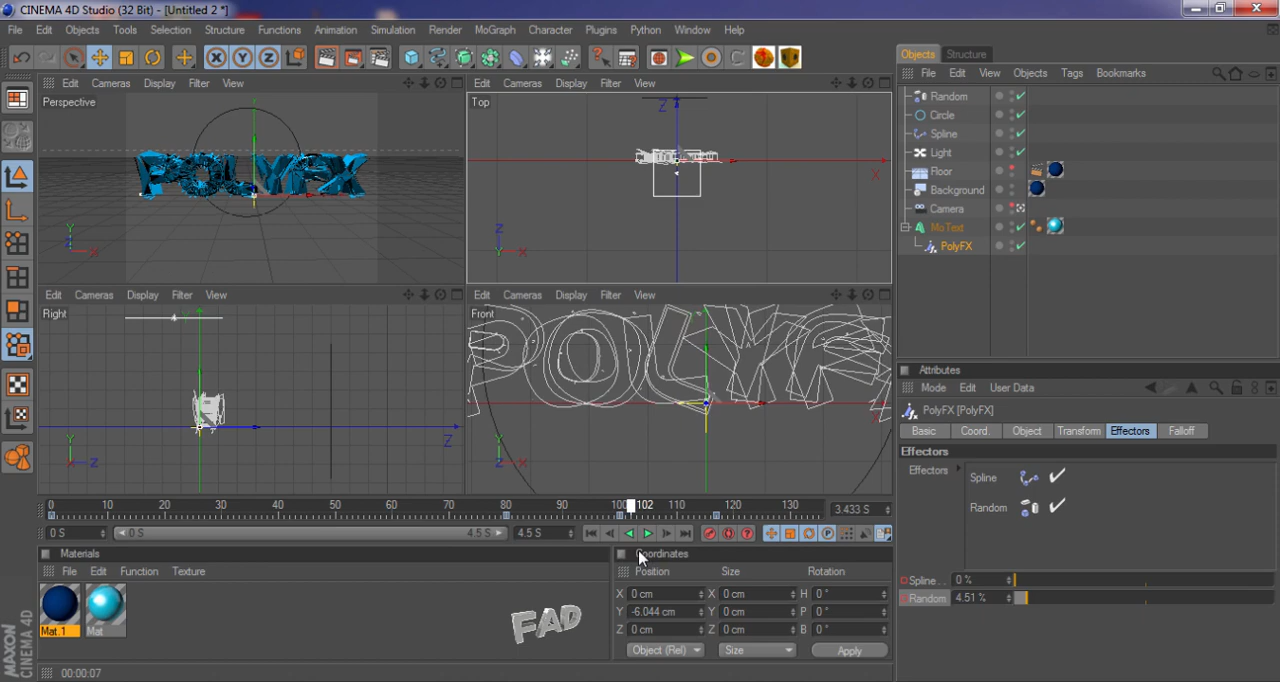 CINEMA 4D Studio (32 Bit) - [Untitled 2 *]
File Edit Objects Tools Selection Structure Functions Animation Simulation Render MoGraph Character Plugins Python Window Help
Edit Cameras Display Filter View
Perspective
POLYFX
Y
Z
X
Edit Cameras Display Filter View
Top
Z
X
Z
Y
X
Edit Cameras Display Filter View
Right
Z
Y
X
Z
Edit Cameras Display Filter View
Front
POLYF
Y
Z
X
0 10 20 30 40 50 60 70 80 90 100 102 110 120 130
3.433 S
0 S
0 S
4.5 S
4.5 S
Materials
File Edit Function Texture
Mat.1
Mat
FAD
Coordinates
Position Size Rotation
X 0 cm X 0 cm H 0 °
Y -6.044 cm Y 0 cm P 0 °
Z 0 cm Z 0 cm B 0 °
Object (Rel) Size Apply
MAXON
CINEMA 4D
00:00:07
Objects Structure
File Edit View Objects Tags Bookmarks
Random
Circle
Spline
Light
Floor
Background
Camera
MoText
PolyFX
Attributes
Mode Edit User Data
PolyFX [PolyFX]
Basic Coord. Object Transform Effectors Falloff
Effectors
Effectors
Spline
Random
Spline . . 0 %
Random 4.51 %